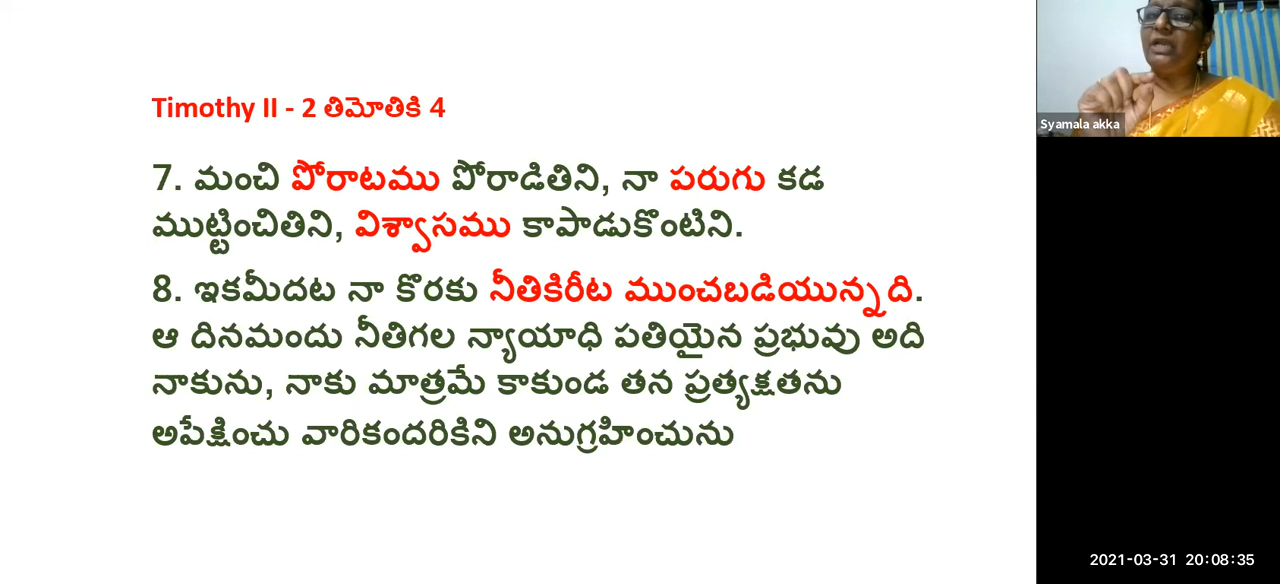 Timothy II - 2 తిమోతికి 4
7. మంచి పోరాటము పోరాడితిని, నా పరుగు కడ
ముట్టించితిని, విశ్వాసము కాపాడుకొంటిని.
8. ఇకమీదట నా కొరకు నీతికిరీట ముంచబడియున్నది.
ఆ దినమందు నీతిగల న్యాయాధి పతియైన ప్రభువు అది
నాకును, నాకు మాత్రమే కాకుండ తన ప్రత్యక్షతను
అపేక్షించు వారికందరికిని అనుగ్రహించును
Syamala akka
2021-03-31 20:08:35